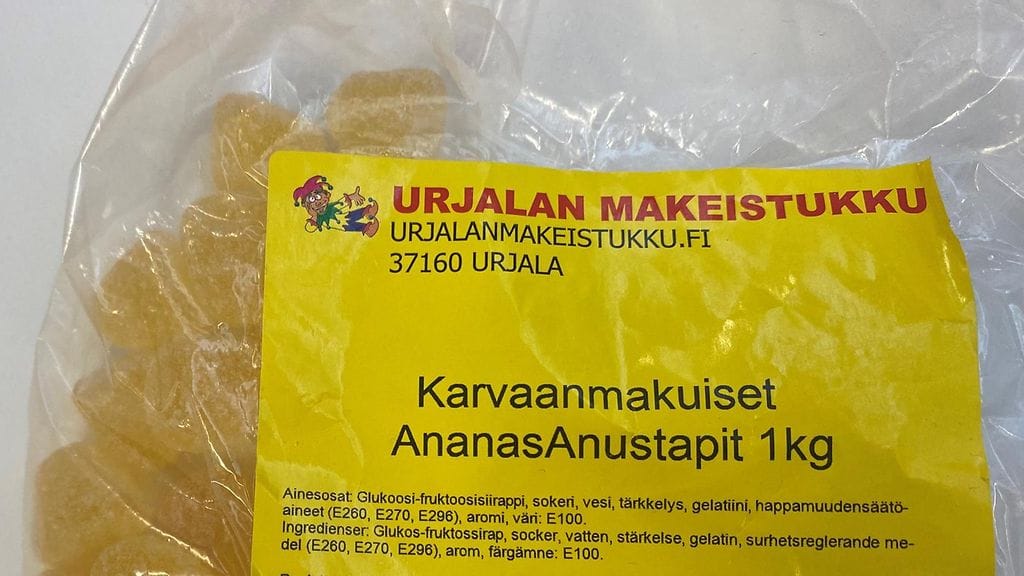 URJALAN MAKEISTUKKU
URJALANMAKEISTUKKU.FI
37160 URJALA
Karvaanmakuiset
AnanasAnustapit 1kg
Ainesosat: Glukoosi-fruktoosisiirappi, sokeri, vesi, tärkkelys, gelatiini, happamuudensäätö-
aineet (E260, E270, E296), aromi, väri: E100.
Ingredienser: Glukos-fruktossirap, socker, vatten, stärkelse, gelatin, surhetsreglerande me-
del (E260, E270, E296), arom, färgämne: E100.